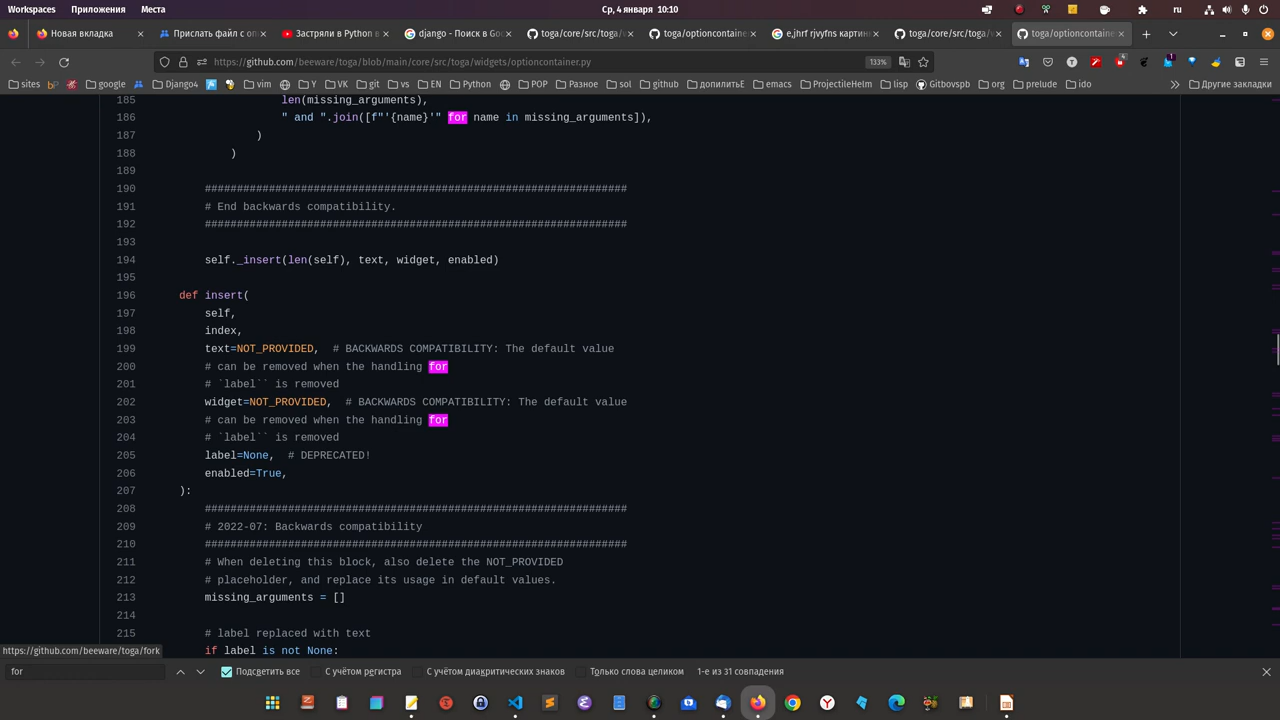 Workspaces Приложения Места Ср, 4 января 10:10 ru
Новая вкладка Прислать файл с оп Застряли в Python в django - Поиск в Goo toga/core/src/toga/v toga/optioncontaine e,jhrf rjvyfns картинк toga/core/src/toga/v toga/optioncontaine
https://github.com/beeware/toga/blob/main/core/src/toga/widgets/optioncontainer.py 133%
sites google Django4 vim Y VK git vs EN Python POP Разное sol github допилитьЕ emacs ProjectileHelm lisp Gitbovspb org prelude ido Другие закладки
185 len(missing_arguments),
186 " and ".join([f"'{name}'" for name in missing_arguments]),
187 )
188 )
189
190 ##################################################################
191 # End backwards compatibility.
192 ##################################################################
193
194 self._insert(len(self), text, widget, enabled)
195
196 def insert(
197 self,
198 index,
199 text=NOT_PROVIDED, # BACKWARDS COMPATIBILITY: The default value
200 # can be removed when the handling for
201 # `label`` is removed
202 widget=NOT_PROVIDED, # BACKWARDS COMPATIBILITY: The default value
203 # can be removed when the handling for
204 # `label`` is removed
205 label=None, # DEPRECATED!
206 enabled=True,
207 ):
208 ##################################################################
209 # 2022-07: Backwards compatibility
210 ##################################################################
211 # When deleting this block, also delete the NOT_PROVIDED
212 # placeholder, and replace its usage in default values.
213 missing_arguments = []
214
215 # label replaced with text
if label is not None:
https://github.com/beeware/toga/fork
for Подсветить все С учётом регистра С учётом диакритических знаков Только слова целиком 1-е из 31 совпадения